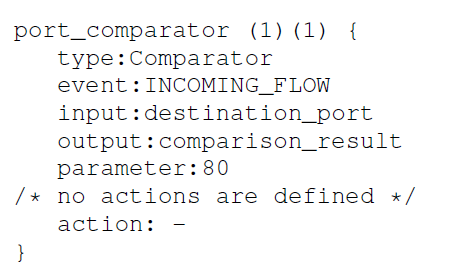 port_comparator (1)(1) {
type:Comparator
event:INCOMING_FLOW
input:destination_port
output:comparison_result
parameter:80
/* no actions are defined */
action: –
}